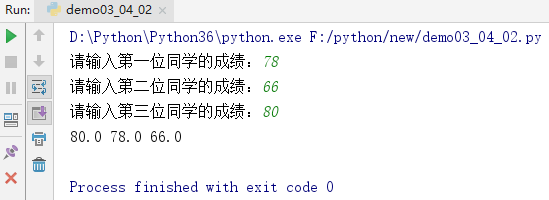 Run: demo03_04_02
D:\Python\Python36\python.exe F:/python/new/demo03_04_02.py
请输入第一位同学的成绩：78
请输入第二位同学的成绩：66
请输入第三位同学的成绩：80
80.0 78.0 66.0
Process finished with exit code 0